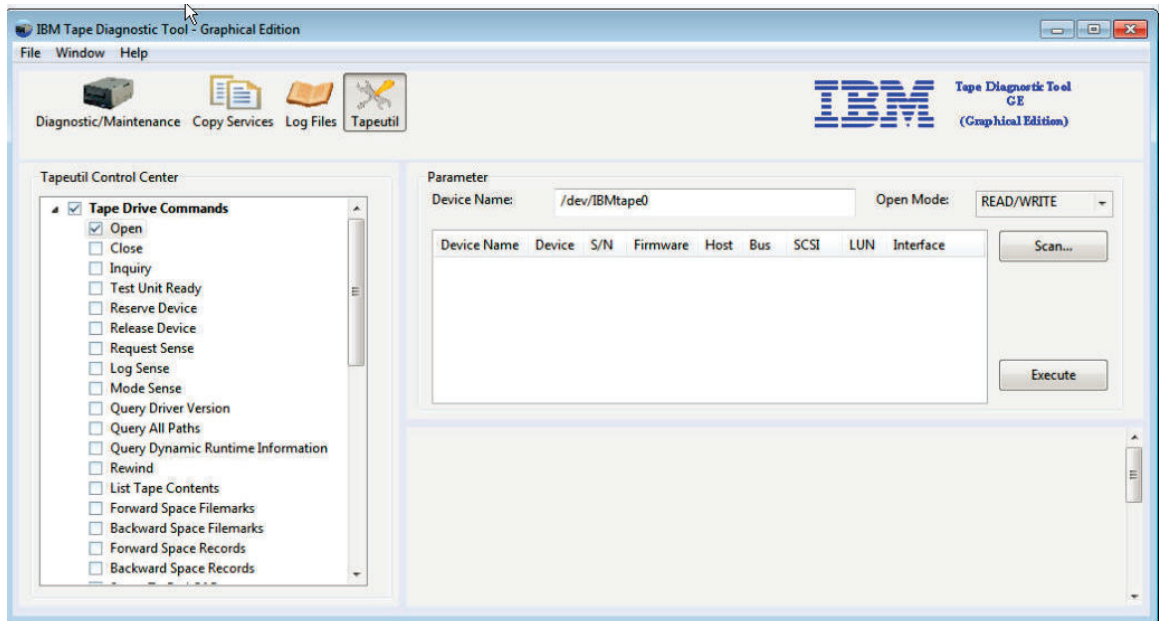 IBM Tape Diagnostic Tool - Graphical Edition
File Window Help
Diagnostic/Maintenance Copy Services Log Files Tapeutil
IBM
Tape Diagnostic Tool
GE
(Graphical Edition)
Tapeutil Control Center
Tape Drive Commands
Open
Close
Inquiry
Test Unit Ready
Reserve Device
Release Device
Request Sense
Log Sense
Mode Sense
Query Driver Version
Query All Paths
Query Dynamic Runtime Information
Rewind
List Tape Contents
Forward Space Filemarks
Backward Space Filemarks
Forward Space Records
Backward Space Records
Parameter
Device Name: /dev/IBMtape0 Open Mode: READ/WRITE
Device Name Device S/N Firmware Host Bus SCSI LUN Interface
Scan...
Execute